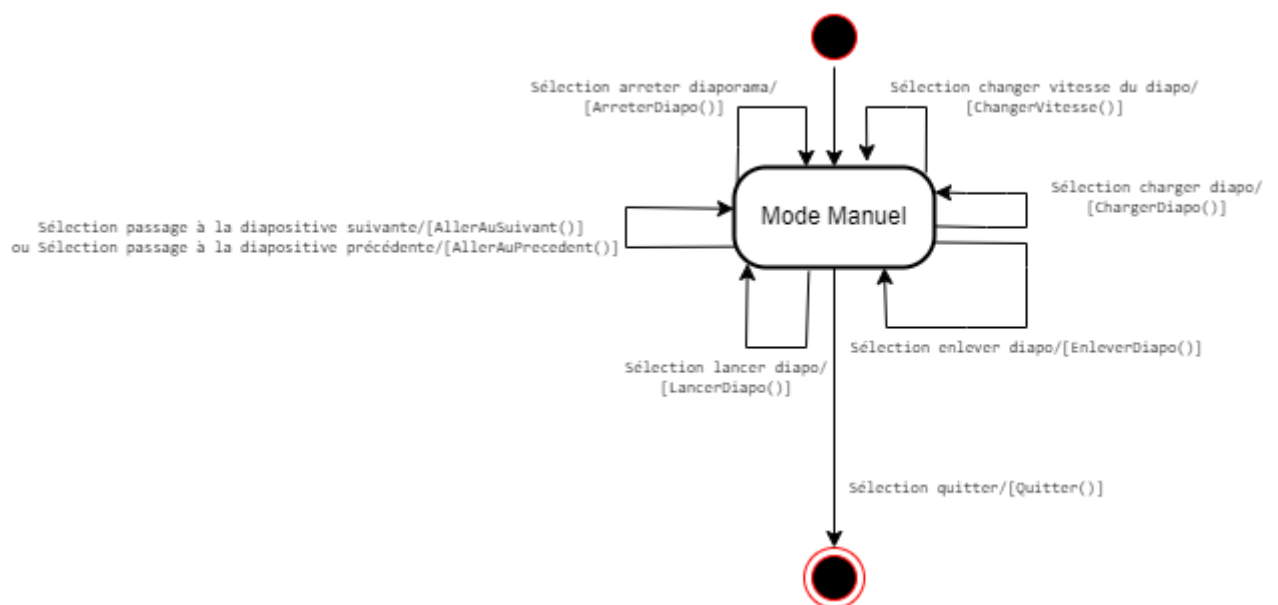 Sélection arreter diaporama/
[ArreterDiapo()]
Sélection changer vitesse du diapo/
[ChangerVitesse()]
Sélection charger diapo/
[ChargerDiapo()]
Mode Manuel
Sélection passage à la diapositive suivante/[AllerAuSuivant()]
ou Sélection passage à la diapositive précédente/[AllerAuPrecedent()]
Sélection enlever diapo/[EnleverDiapo()]
Sélection lancer diapo/
[LancerDiapo()]
Sélection quitter/[Quitter()]